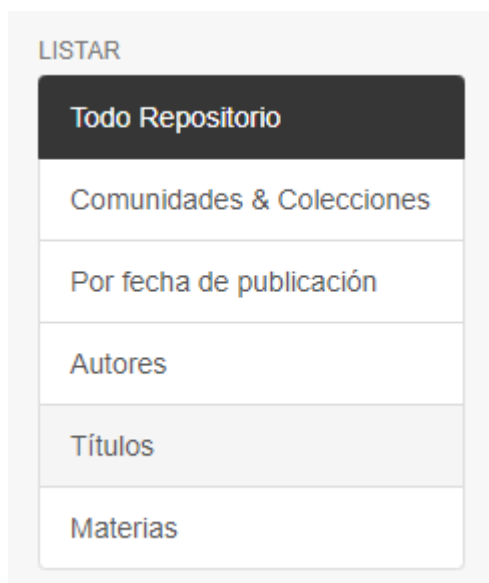 LISTAR
Todo Repositorio
Comunidades & Colecciones
Por fecha de publicación
Autores
Títulos
Materias